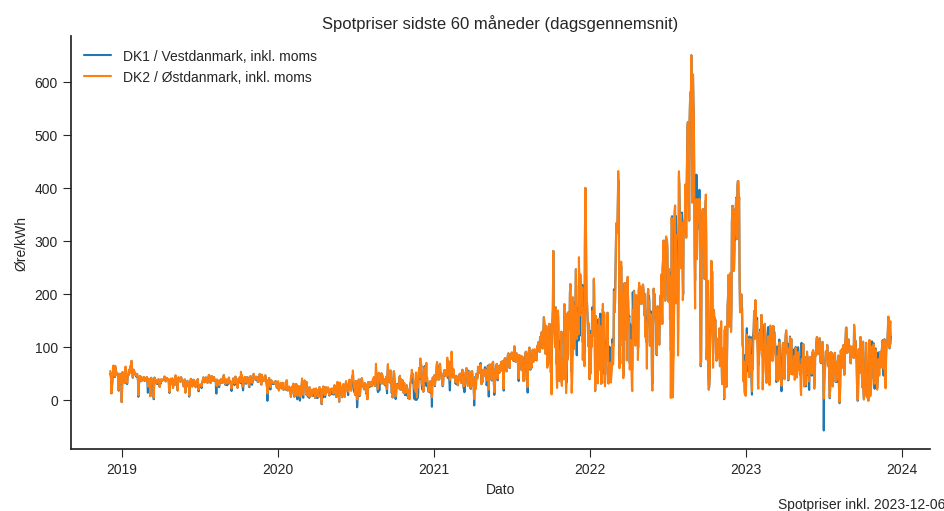 Spotpriser sidste 60 måneder (dagsgennemsnit)
DK1 / Vestdanmark, inkl. moms
DK2 / Østdanmark, inkl. moms
600
500
400
300
200
100
0
Øre/kWh
2019 2020 2021 2022 2023 2024
Dato
Spotpriser inkl. 2023-12-06